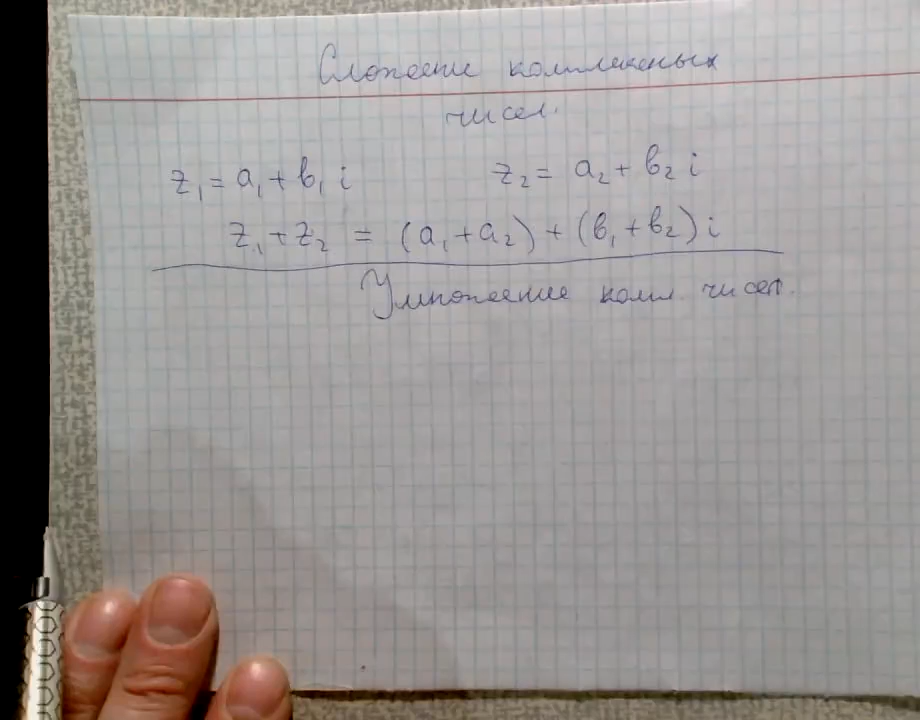 Сложение комплексных
чисел.
z₁ = a₁ + b₁ i z₂ = a₂ + b₂ i
z₁ + z₂ = (a₁ + a₂) + (b₁ + b₂) i
Умножение комп. чисел.